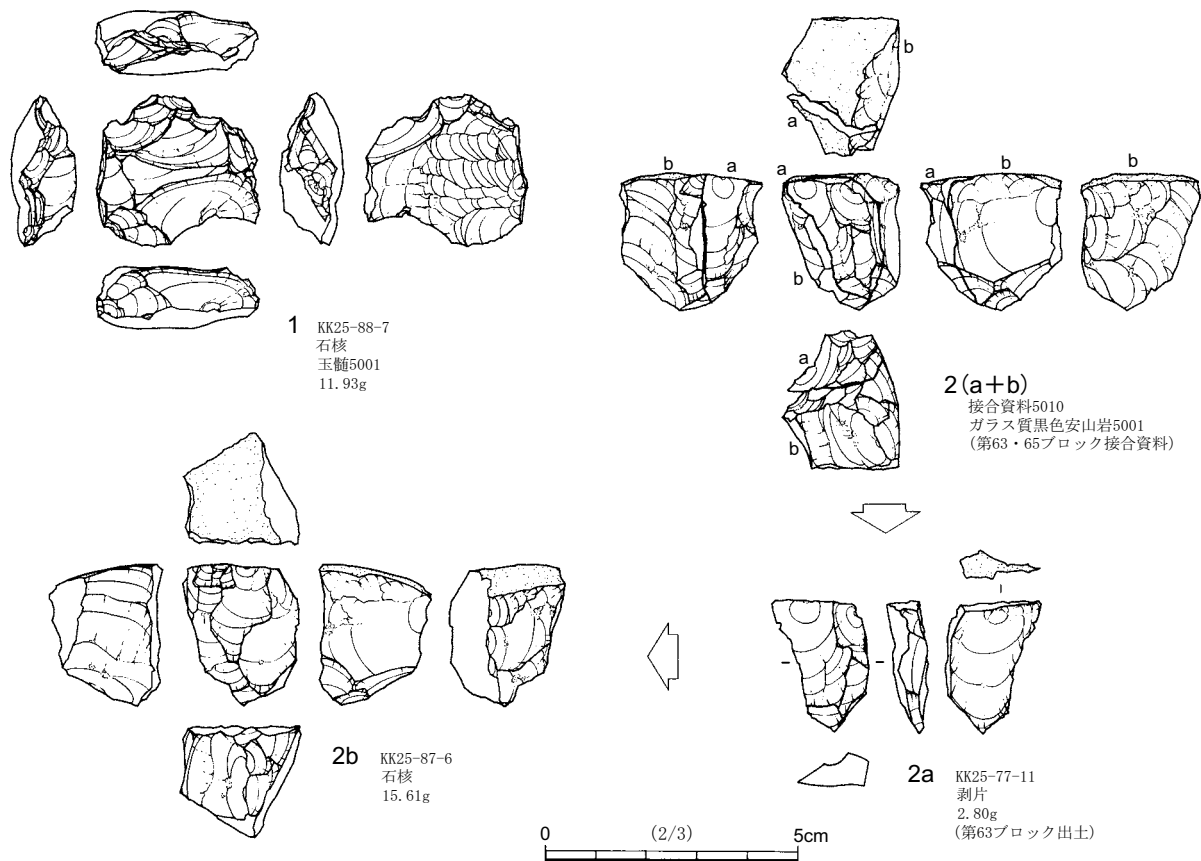 1 KK25-88-7
石核
玉髄5001
11.93g
b
a
b
a
a
b
a
b
b
b
a
b
2(a+b)
接合資料5010
ガラス質黒色安山岩5001
(第63・65ブロック接合資料)
2b KK25-87-6
石核
15.61g
2a KK25-77-11
剥片
2.80g
(第63ブロック出土)
0 (2/3) 5cm